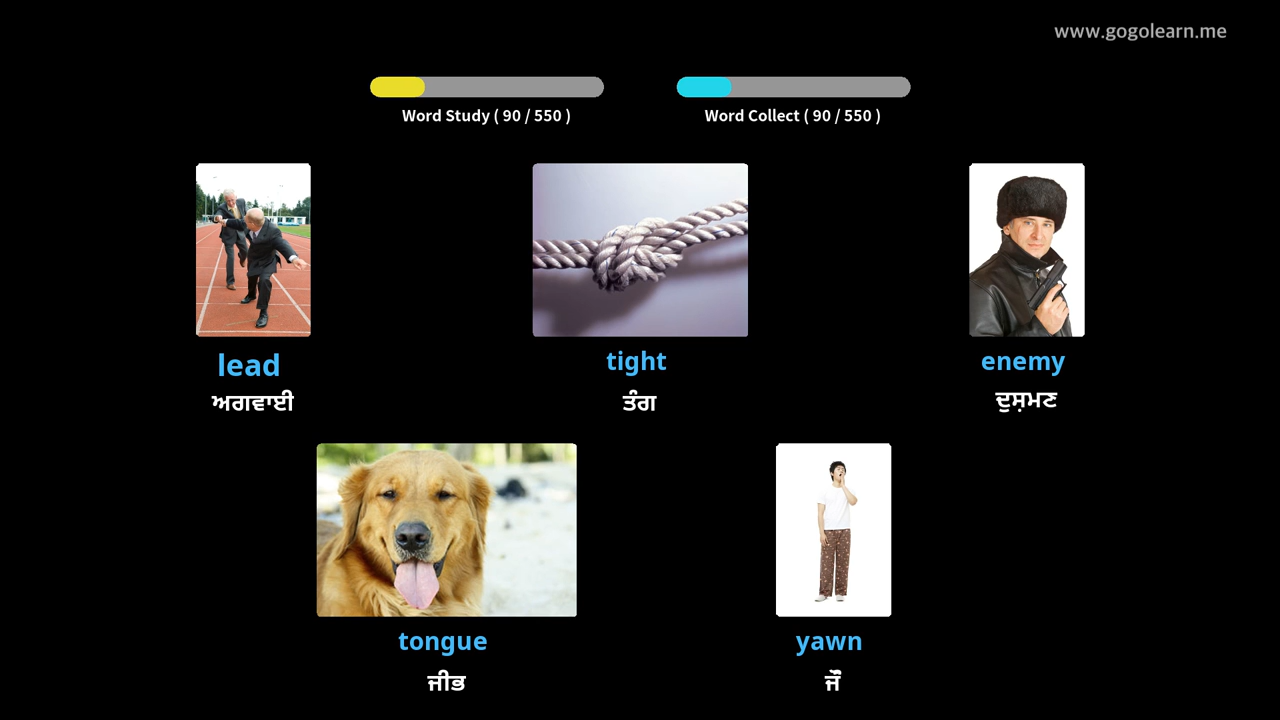 www.gogolearn.me
Word Study ( 90 / 550 )
Word Collect ( 90 / 550 )
lead
ਅਗਵਾਈ
tight
ਤੰਗ
enemy
ਦੁਸ਼ਮਣ
tongue
ਜੀਭ
yawn
ਜੌਂ